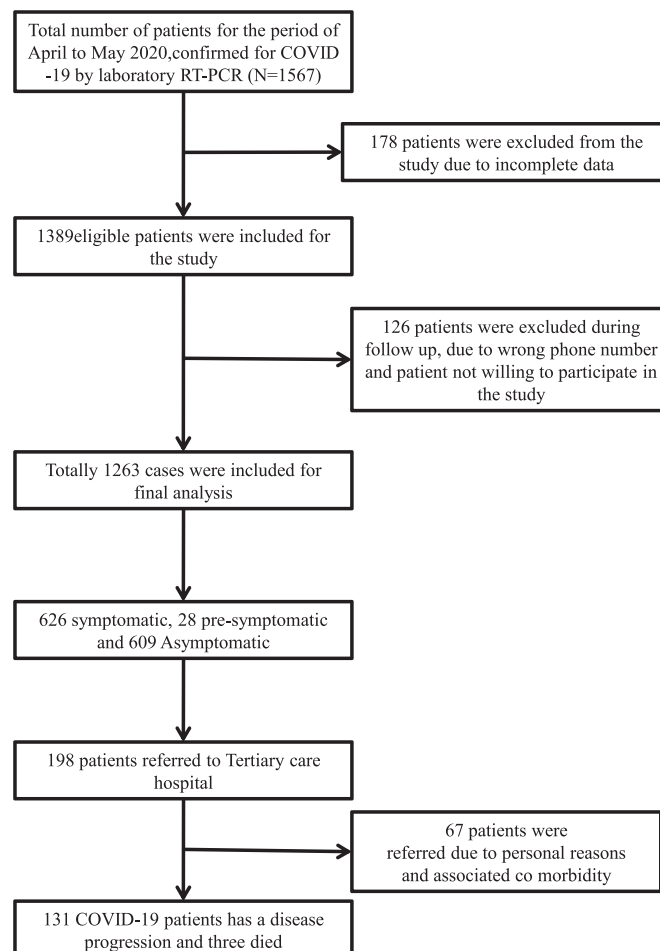 Total number of patients for the period of
April to May 2020,confirmed for COVID
-19 by laboratory RT-PCR (N=1567)
178 patients were excluded from the
study due to incomplete data
1389eligible patients were included for
the study
126 patients were excluded during
follow up, due to wrong phone number
and patient not willing to participate in
the study
Totally 1263 cases were included for
final analysis
626 symptomatic, 28 pre-symptomatic
and 609 Asymptomatic
198 patients referred to Tertiary care
hospital
67 patients were
referred due to personal reasons
and associated co morbidity
131 COVID-19 patients has a disease
progression and three died